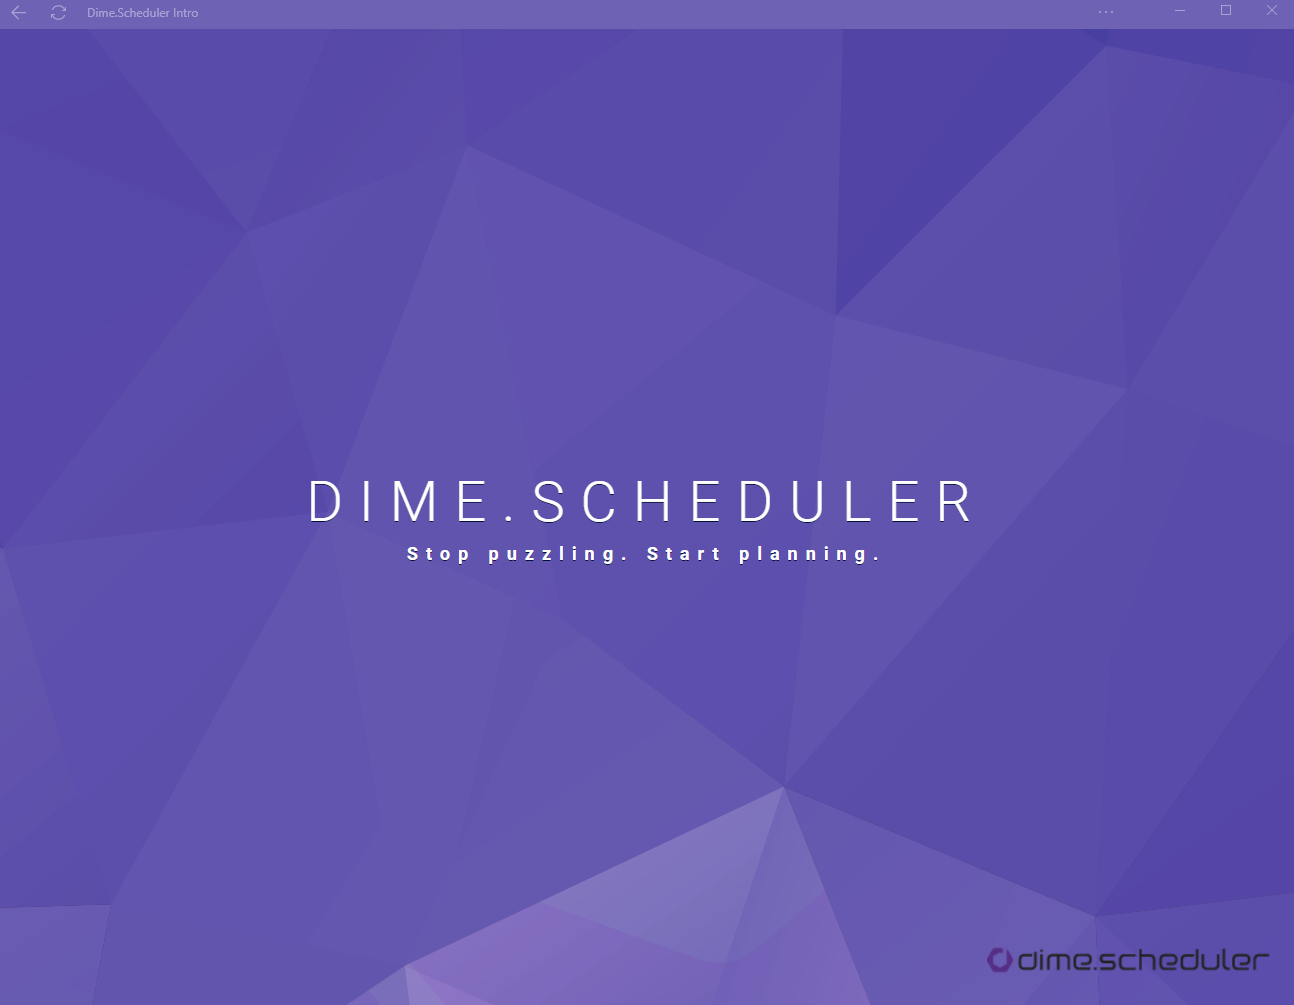 Dime.Scheduler Intro
DIME.SCHEDULER
Stop puzzling. Start planning.
dime.scheduler